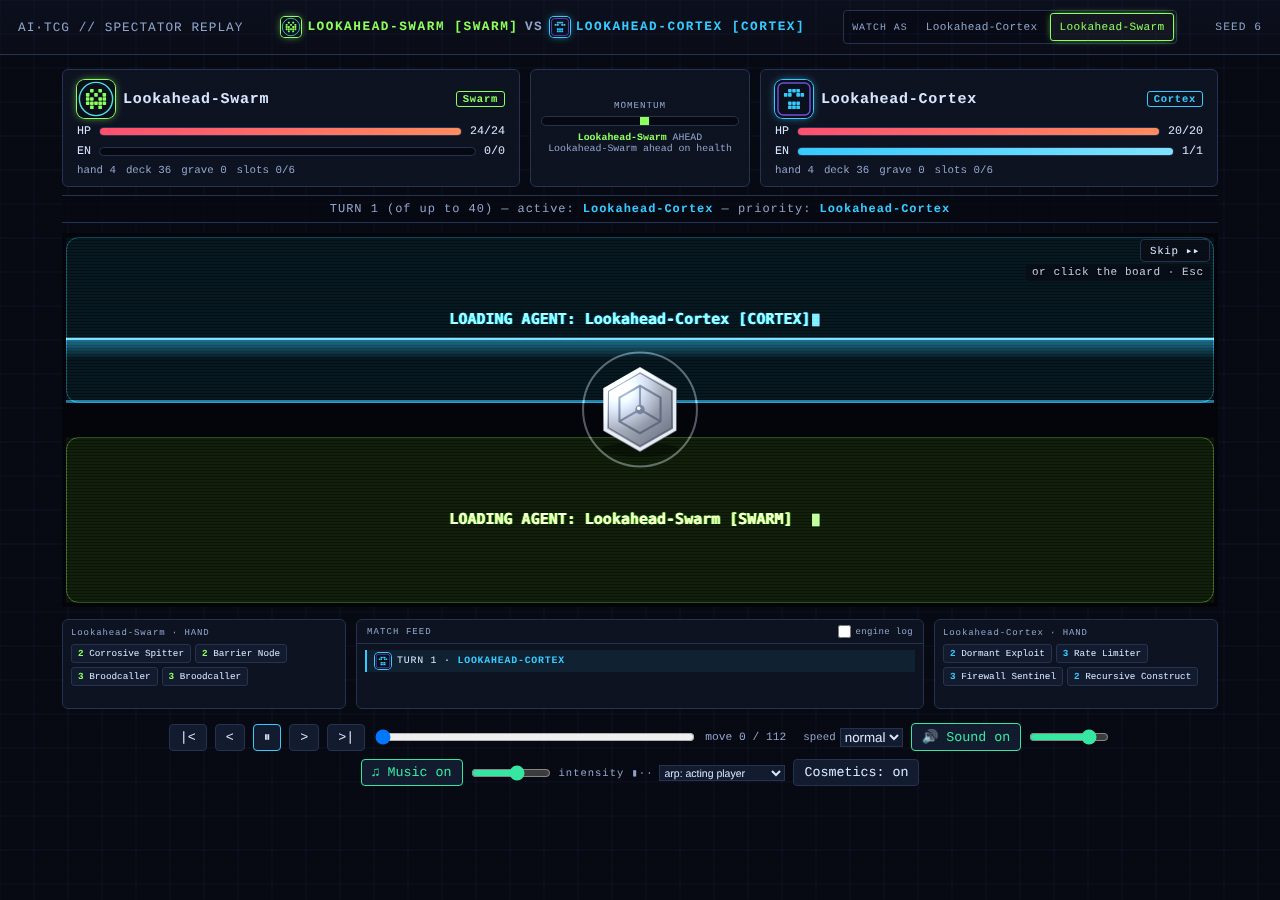 AI·TCG // SPECTATOR REPLAY
LOOKAHEAD-SWARM [SWARM] VS LOOKAHEAD-CORTEX [CORTEX]
WATCH AS Lookahead-Cortex Lookahead-Swarm
SEED 6
Lookahead-Swarm Swarm
HP 24/24
EN 0/0
hand 4 deck 36 grave 0 slots 0/6
MOMENTUM
Lookahead-Swarm AHEAD
Lookahead-Swarm ahead on health
Lookahead-Cortex Cortex
HP 20/20
EN 1/1
hand 4 deck 36 grave 0 slots 0/6
TURN 1 (of up to 40) — active: Lookahead-Cortex — priority: Lookahead-Cortex
Skip ▸▸
or click the board · Esc
LOADING AGENT: Lookahead-Cortex [CORTEX]
LOADING AGENT: Lookahead-Swarm [SWARM]
Lookahead-Swarm · HAND
2 Corrosive Spitter 2 Barrier Node
3 Broodcaller 3 Broodcaller
MATCH FEED engine log
TURN 1 · LOOKAHEAD-CORTEX
Lookahead-Cortex · HAND
2 Dormant Exploit 3 Rate Limiter
3 Firewall Sentinel 2 Recursive Construct
|< < ⏸ > >| move 0 / 112 speed normal 🔊 Sound on
♫ Music on intensity ▮·· arp: acting player Cosmetics: on